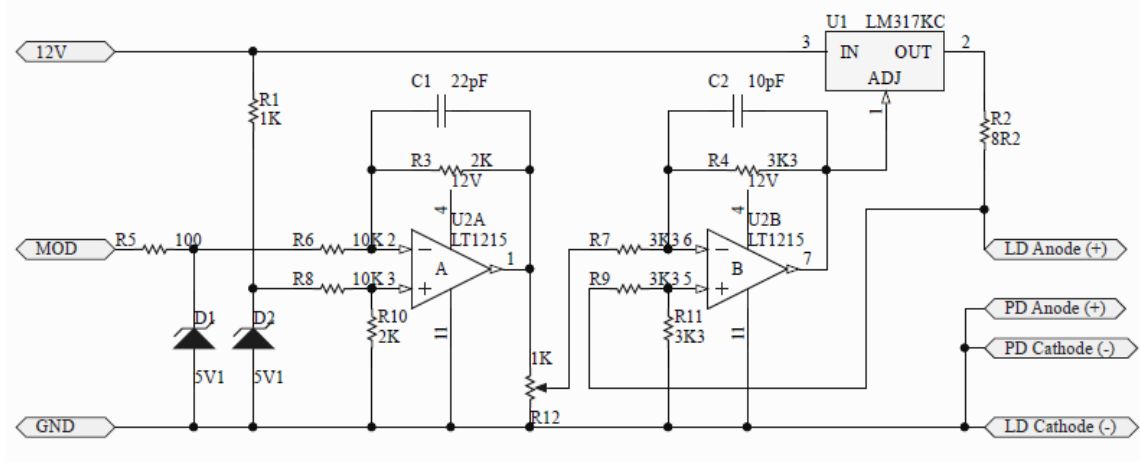 U1 LM317KC
12V
3
IN OUT
2
ADJ
1
C1 22pF
C2 10pF
R1
1K
R2
8R2
R3 2K
12V
R4 3K3
12V
4
4
U2A
LT1215
U2B
LT1215
MOD
R5 100
R6 10K 2
A
1
R7 3K3 6
B
7
LD Anode (+)
R8 10K 3
R9 3K3 5
D1
D2
R10
2K
11
R11
3K3
11
PD Anode (+)
PD Cathode (-)
5V1
5V1
1K
R12
GND
LD Cathode (-)